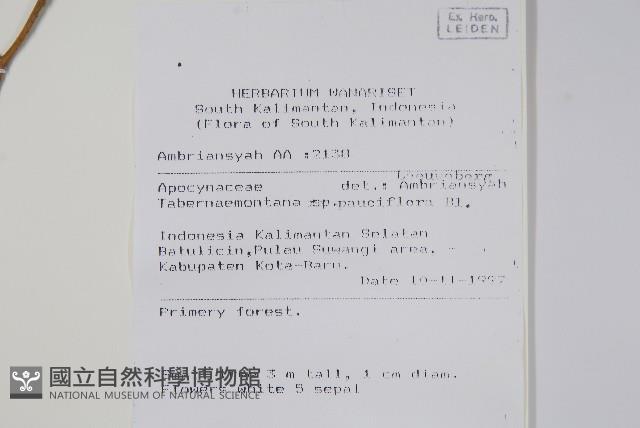 Ex. Herb.
LEIDEN
HERBARIUM WANARISET
South Kalimantan, Indonesia
(Flora of South Kalimantan)
Ambriansyah AA :2138
Leeuwenberg
Apocynaceae det.: Ambriansyah
Tabernaemontana sp. pauciflora Bl.
Indonesia Kalimantan Selatan
Batulicin,Pulau Suwangi area.
Kabupaten Kota-Baru.
Date 10-11-1997
Primery forest.
3 m tall, 1 cm diam.
Flowers white 5 sepal
國立自然科學博物館
NATIONAL MUSEUM OF NATURAL SCIENCE